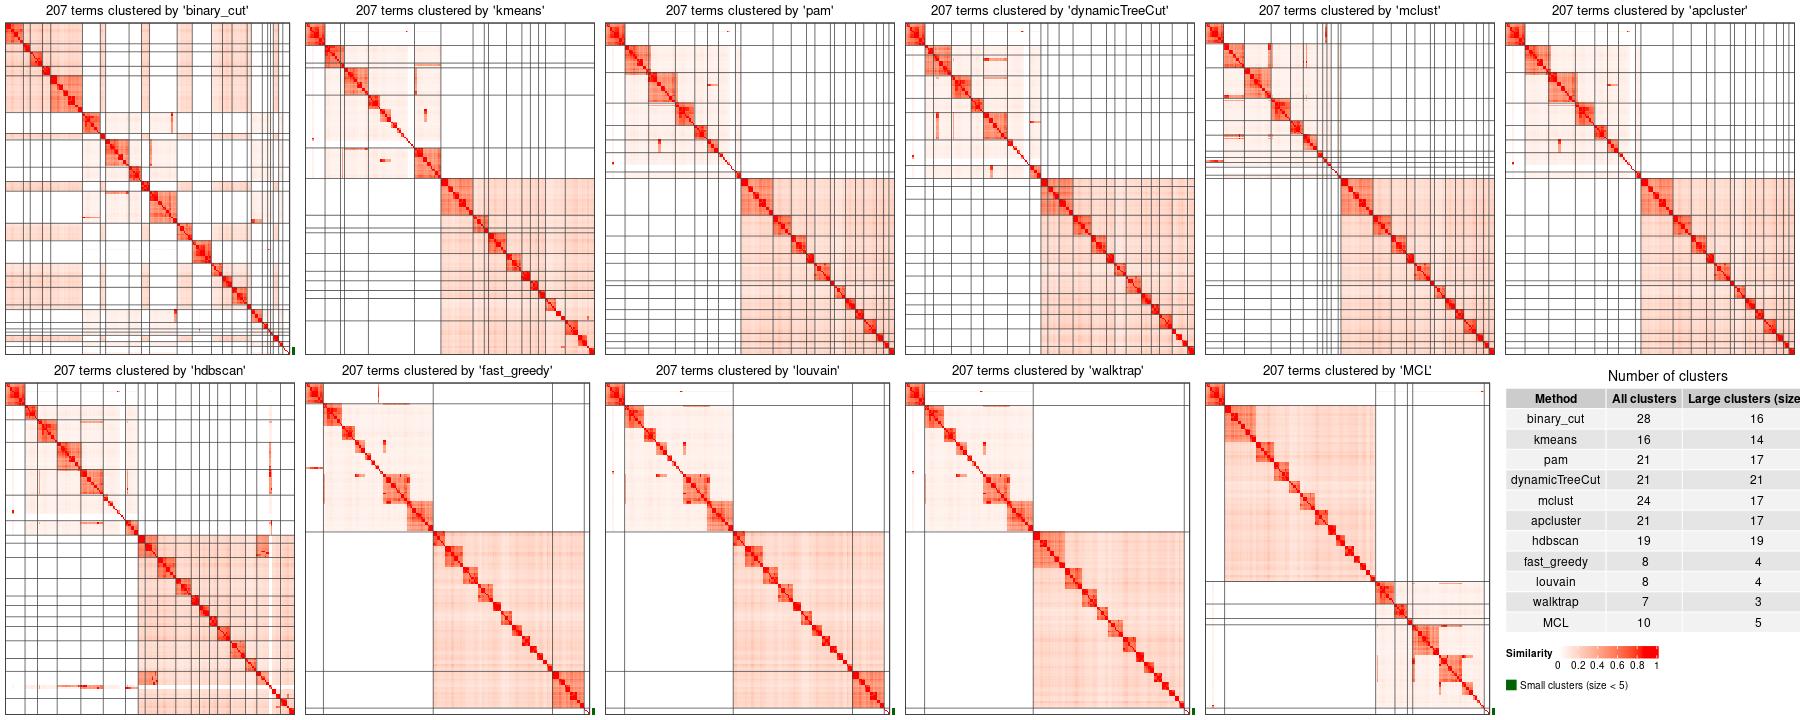 207 terms clustered by 'binary_cut'
207 terms clustered by 'kmeans'
207 terms clustered by 'pam'
207 terms clustered by 'dynamicTreeCut'
207 terms clustered by 'mclust'
207 terms clustered by 'apcluster'
207 terms clustered by 'hdbscan'
207 terms clustered by 'fast_greedy'
207 terms clustered by 'louvain'
207 terms clustered by 'walktrap'
207 terms clustered by 'MCL'
Number of clusters
Method All clusters Large clusters (size
binary_cut 28 16
kmeans 16 14
pam 21 17
dynamicTreeCut 21 21
mclust 24 17
apcluster 21 17
hdbscan 19 19
fast_greedy 8 4
louvain 8 4
walktrap 7 3
MCL 10 5
Similarity
0 0.2 0.4 0.6 0.8 1
Small clusters (size < 5)